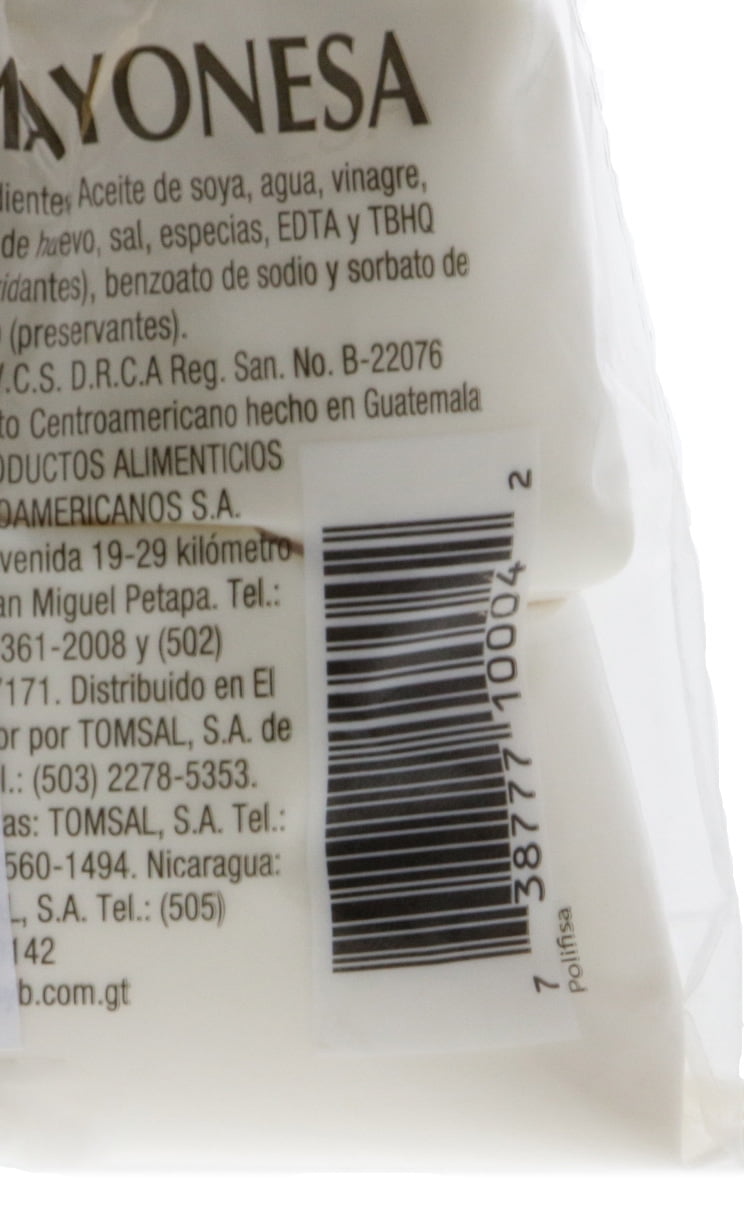 MAYONESA
dientes Aceite de soya, agua, vinagre,
de huevo, sal, especias, EDTA y TBHQ
idantes), benzoato de sodio y sorbato de
(preservantes).
.C.S. D.R.C.A Reg. San. No. B-22076
to Centroamericano hecho en Guatemala
ODUCTOS ALIMENTICIOS
OAMERICANOS S.A.
venida 19-29 kilómetro
an Miguel Petapa. Tel.:
361-2008 y (502)
171. Distribuido en El
or por TOMSAL, S.A. de
l.: (503) 2278-5353.
as: TOMSAL, S.A. Tel.:
560-1494. Nicaragua:
, S.A. Tel.: (505)
142
b.com.gt
7 38777 10004 2
Polifisa